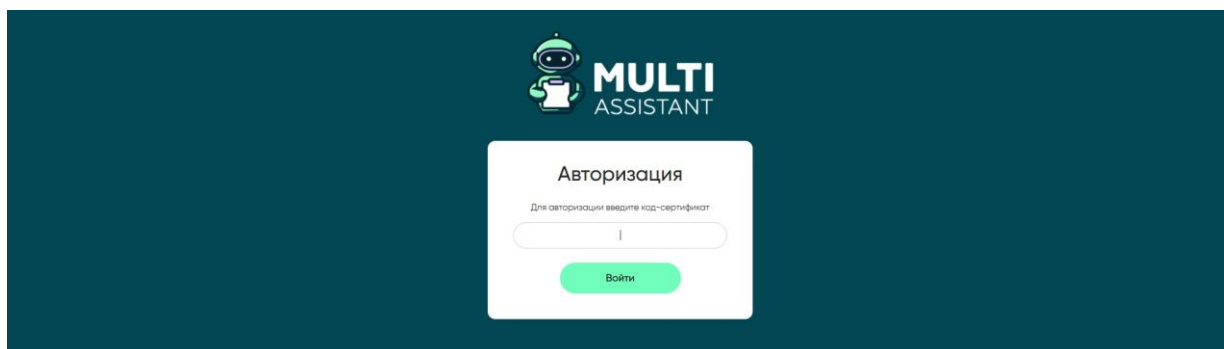 MULTI
ASSISTANT
Авторизация
Для авторизации введите код-сертификат
Войти